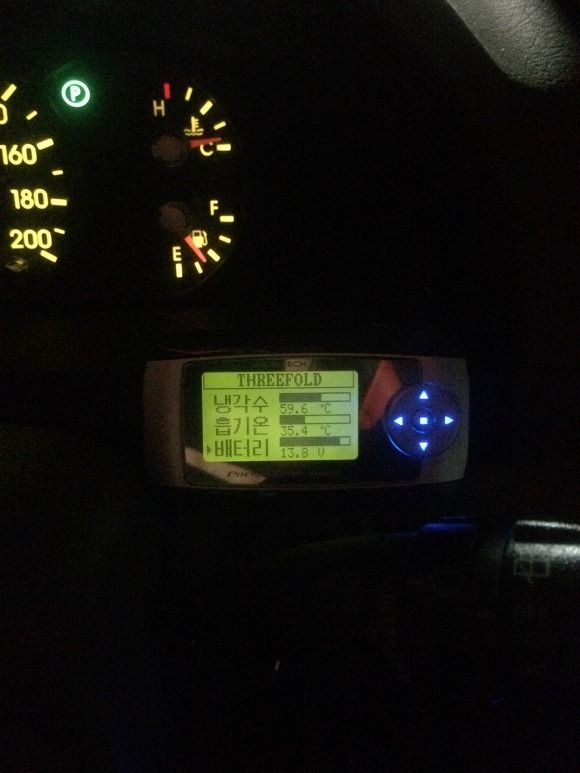 P
H
C
160
180
200
F
E
ECH
THREEFOLD
냉각수
59.6 °C
흡기온
35.4 °C
배터리
13.8 V